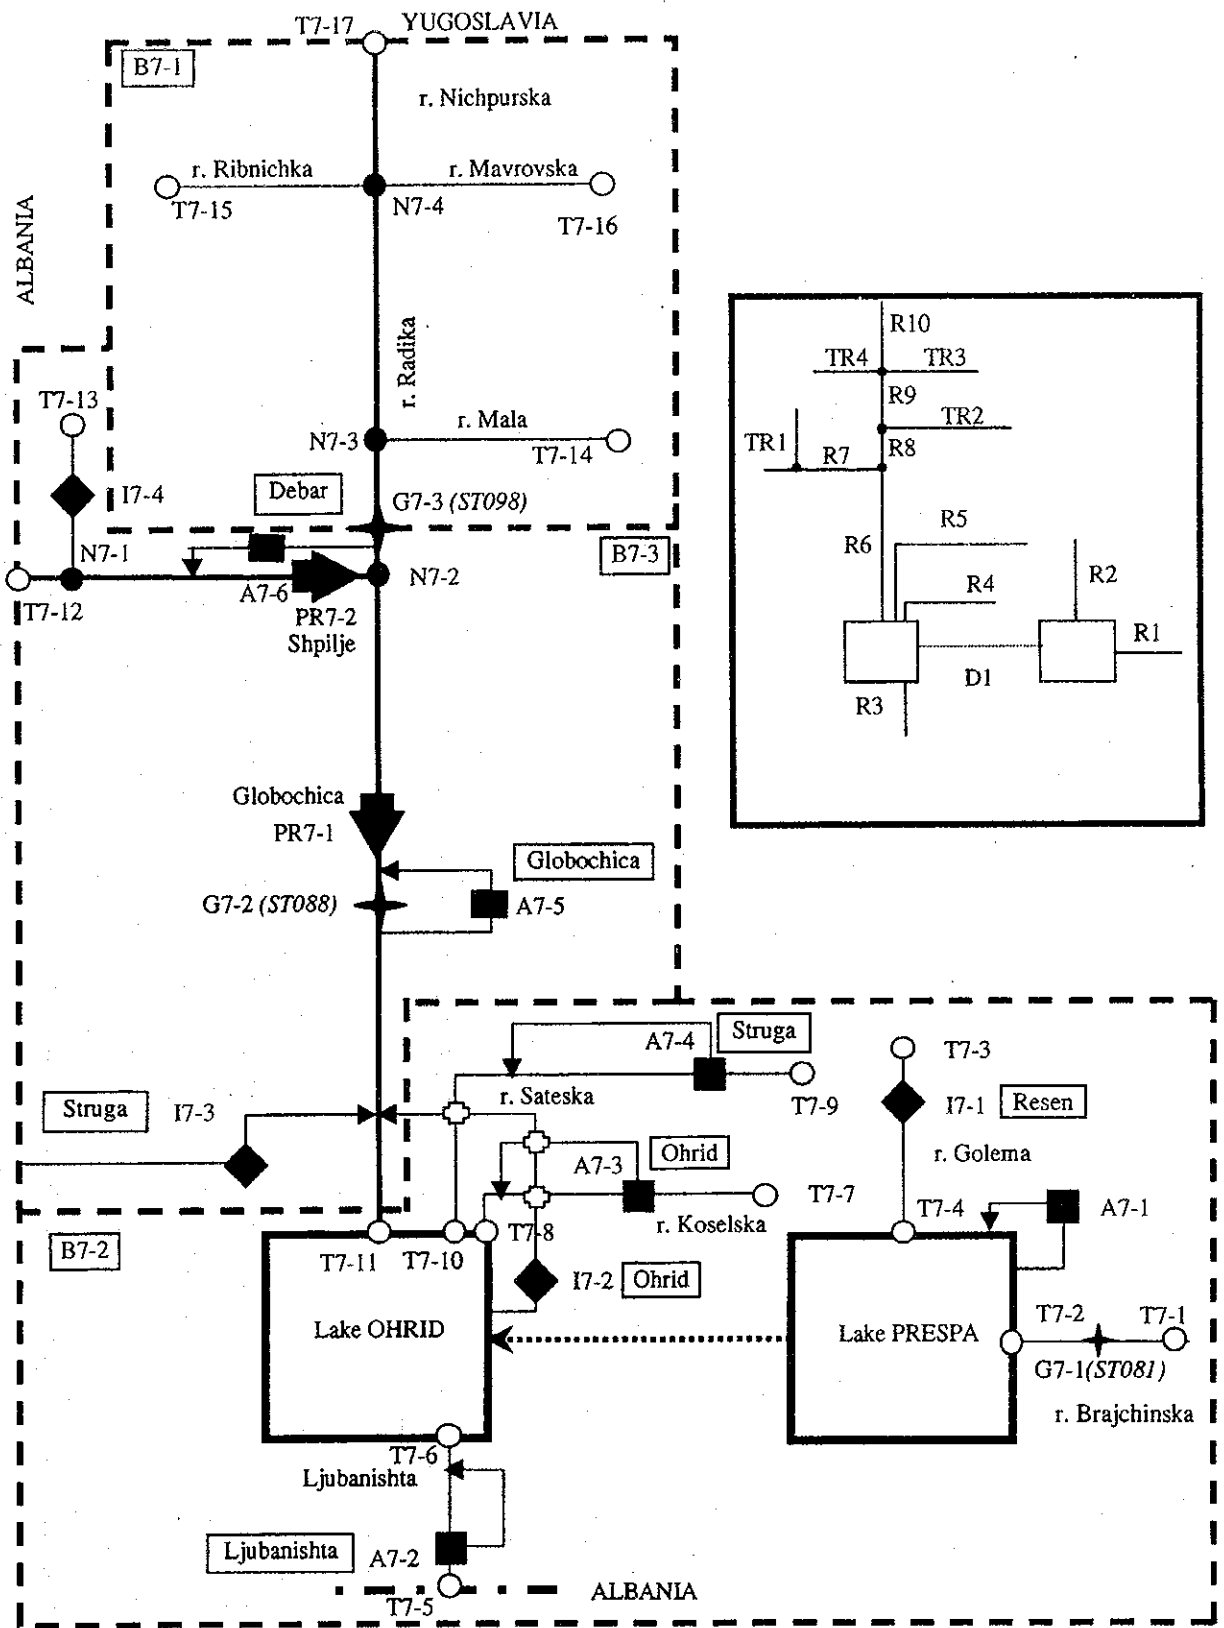 T7-17
YUGOSLAVIA
B7-1
r. Nichpurska
r. Ribnichka
r. Mavrovska
T7-15
N7-4
T7-16
ALBANIA
r. Radika
T7-13
r. Mala
N7-3
T7-14
I7-4
Debar
G7-3 (ST098)
N7-1
B7-3
T7-12
A7-6
N7-2
PR7-2
Shpilje
R10
TR4
TR3
R9
TR2
TR1
R7
R8
R5
R6
R4
R2
R1
D1
R3
Globochica
PR7-1
Globochica
G7-2 (ST088)
A7-5
A7-4
Struga
T7-3
r. Sateska
T7-9
I7-1
Resen
Struga
I7-3
Ohrid
A7-3
r. Golema
T7-7
r. Koselska
T7-4
A7-1
B7-2
T7-11
T7-10
T7-8
I7-2
Ohrid
Lake OHRID
Lake PRESPA
T7-2
T7-1
G7-1(ST081)
r. Brajchinska
T7-6
Ljubanishta
Ljubanishta
A7-2
T7-5
ALBANIA